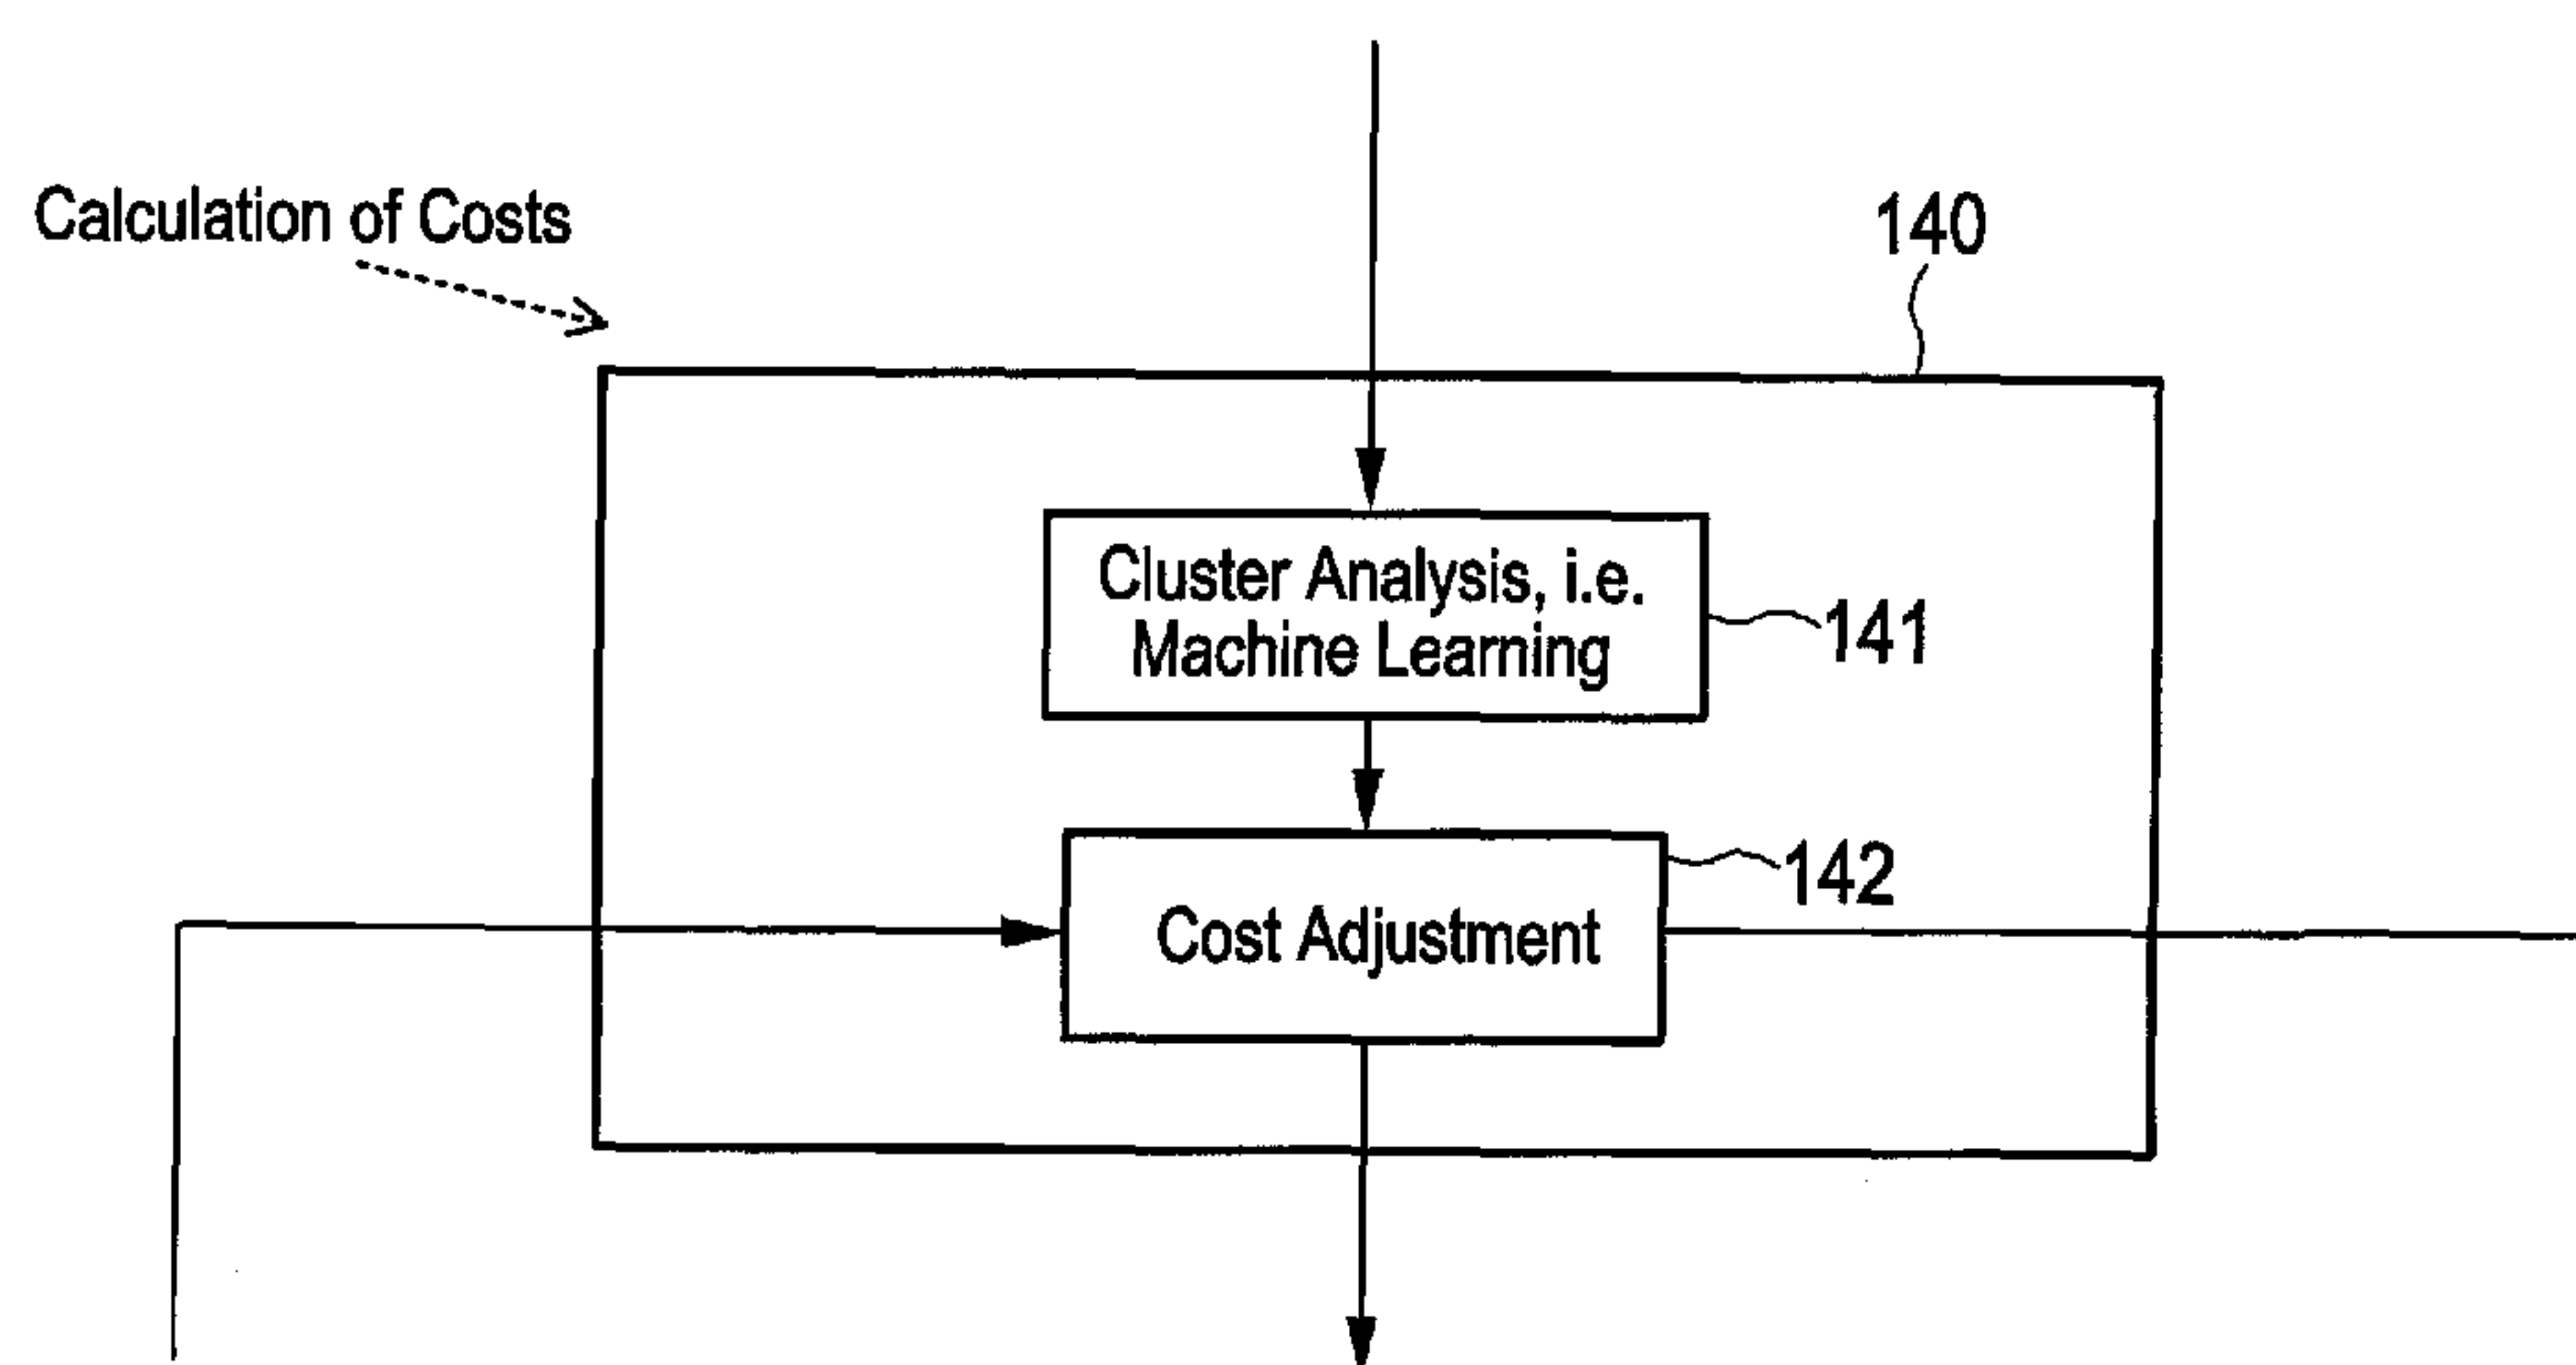 Calculation of Costs
140
Cluster Analysis, i.e.
Machine Learning
141
142
Cost Adjustment